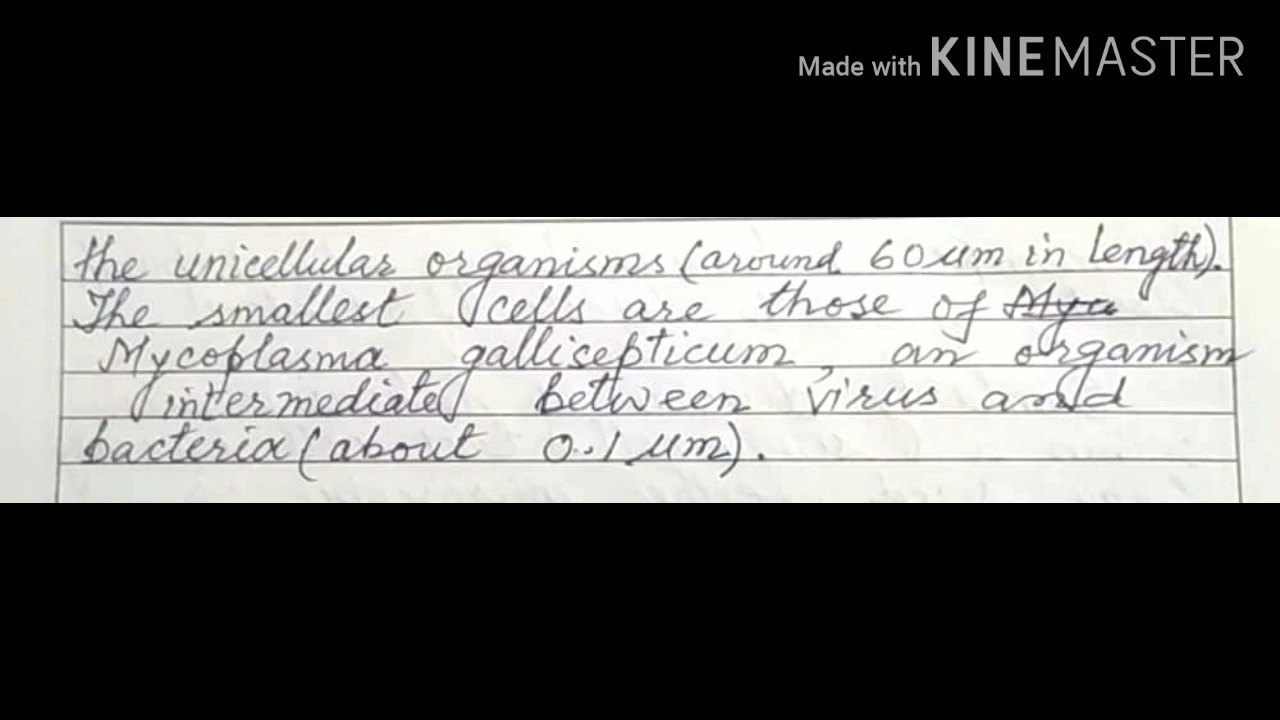 Made with KINEMASTER
the unicellular organisms (around 60 um in length).
The smallest cells are those of Mya
Mycoplasma gallisepticum, an organism
intermediate between virus and
bacteria (about 0.1 um).